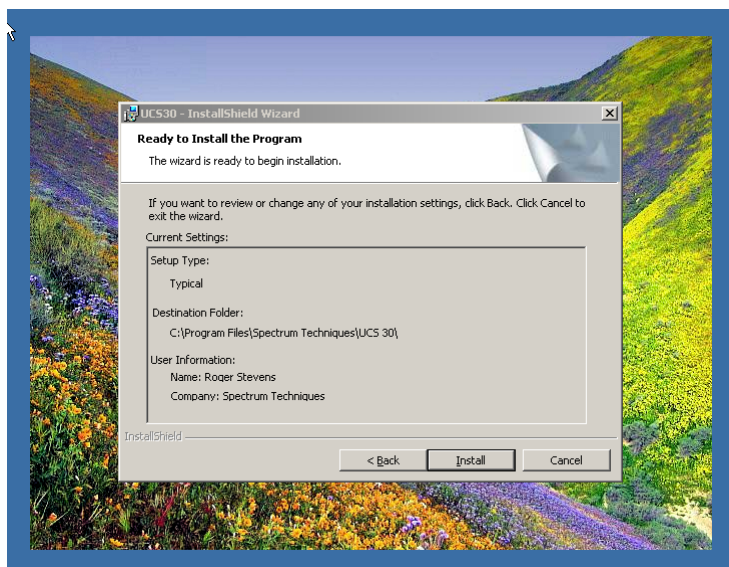 UCS30 - InstallShield Wizard
Ready to Install the Program
The wizard is ready to begin installation.
If you want to review or change any of your installation settings, click Back. Click Cancel to
exit the wizard.
Current Settings:
Setup Type:
Typical
Destination Folder:
C:\Program Files\Spectrum Techniques\UCS 30\
User Information:
Name: Roger Stevens
Company: Spectrum Techniques
InstallShield
< Back Install Cancel